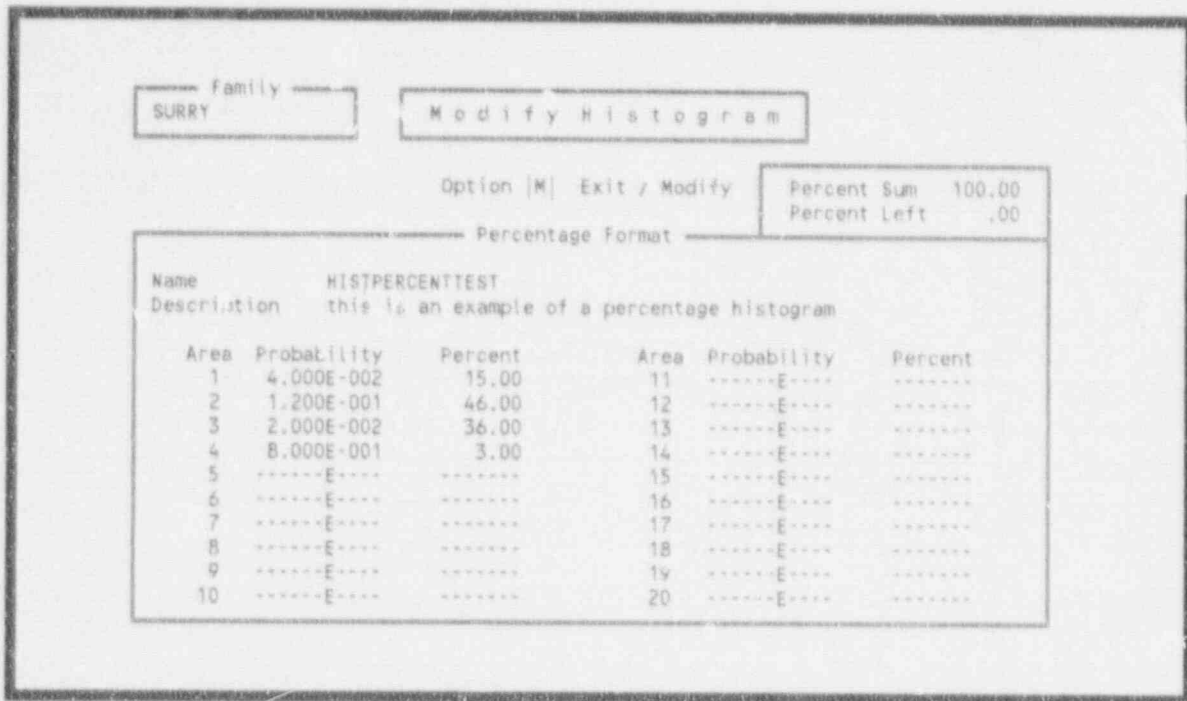 Family
SURRY
Modify Histogram
Option |M| Exit / Modify
Percent Sum 100.00
Percent Left .00
Percentage Format
Name HISTPERCENTTEST
Description this is an example of a percentage histogram
Area Probability Percent Area Probability Percent
1 4.000E-002 15.00 11 ------E---- -------
2 1.200E-001 46.00 12 ------E---- -------
3 2.000E-002 36.00 13 ------E---- -------
4 8.000E-001 3.00 14 ------E---- -------
5 ------E---- ------- 15 ------E---- -------
6 ------E---- ------- 16 ------E---- -------
7 ------E---- ------- 17 ------E---- -------
8 ------E---- ------- 18 ------E---- -------
9 ------E---- ------- 19 ------E---- -------
10 ------E---- ------- 20 ------E---- -------